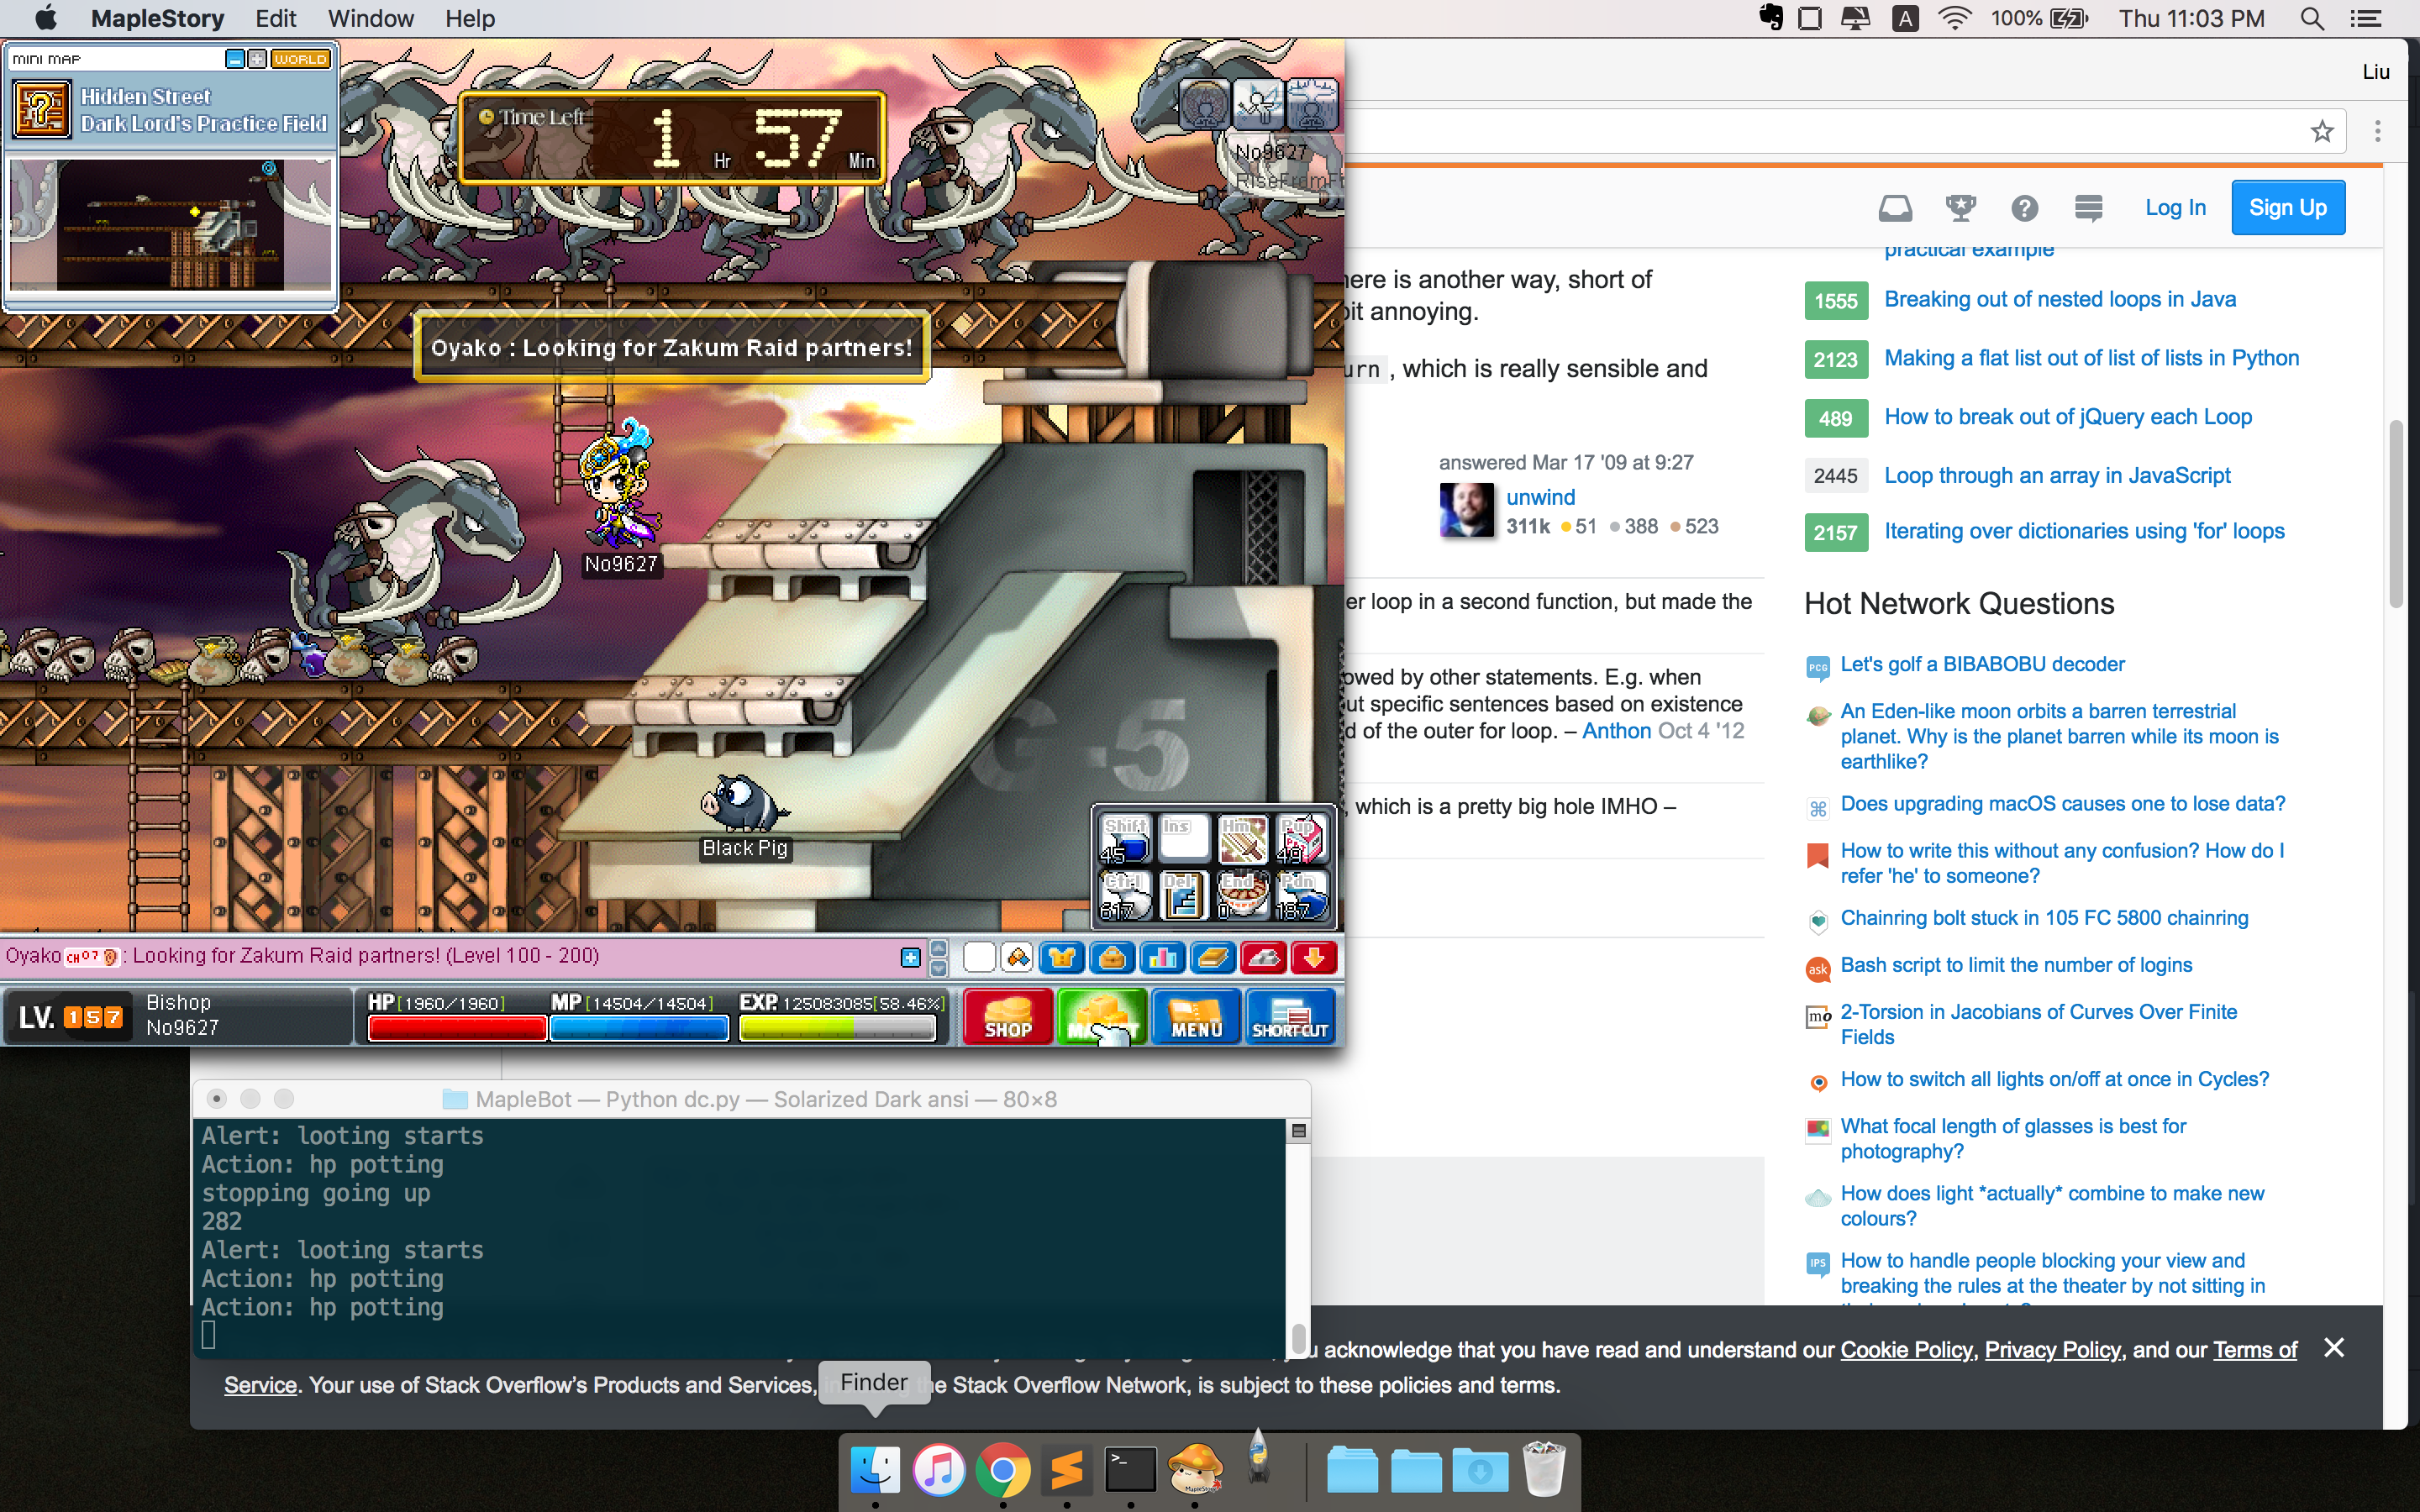 MapleStory Edit Window Help
A 100% Thu 11:03 PM
MINI MAP WORLD
Hidden Street
Dark Lord's Practice Field
Time Left 1 Hr 57 Min
No9627
RiseFromFi
Oyako : Looking for Zakum Raid partners!
No9627
G-5
Black Pig
Shift Ins Hm Pup
45 49
Ctrl Del End Pdn
617 0 187
Oyako CH07 : Looking for Zakum Raid partners! (Level 100 - 200)
LV. 157 Bishop
No9627
HP[1960/1960] MP[14504/14504] EXP. 125083085[58.46%]
SHOP MENU SHORTCUT
Liu
Log In Sign Up
practical example
here is another way, short of
bit annoying.
urn , which is really sensible and
answered Mar 17 '09 at 9:27
unwind
311k 51 388 523
er loop in a second function, but made the
owed by other statements. E.g. when
ut specific sentences based on existence
d of the outer for loop. – Anthon Oct 4 '12
, which is a pretty big hole IMHO –
1555 Breaking out of nested loops in Java
2123 Making a flat list out of list of lists in Python
489 How to break out of jQuery each Loop
2445 Loop through an array in JavaScript
2157 Iterating over dictionaries using 'for' loops
Hot Network Questions
PCG Let's golf a BIBABOBU decoder
An Eden-like moon orbits a barren terrestrial
planet. Why is the planet barren while its moon is
earthlike?
Does upgrading macOS causes one to lose data?
How to write this without any confusion? How do I
refer 'he' to someone?
Chainring bolt stuck in 105 FC 5800 chainring
ask Bash script to limit the number of logins
mo 2-Torsion in Jacobians of Curves Over Finite
Fields
How to switch all lights on/off at once in Cycles?
What focal length of glasses is best for
photography?
How does light *actually* combine to make new
colours?
IPS How to handle people blocking your view and
breaking the rules at the theater by not sitting in
MapleBot — Python dc.py — Solarized Dark ansi — 80×8
Alert: looting starts
Action: hp potting
stopping going up
282
Alert: looting starts
Action: hp potting
Action: hp potting
u acknowledge that you have read and understand our Cookie Policy, Privacy Policy, and our Terms of
Service. Your use of Stack Overflow's Products and Services, the Stack Overflow Network, is subject to these policies and terms.
Finder
MapleStory